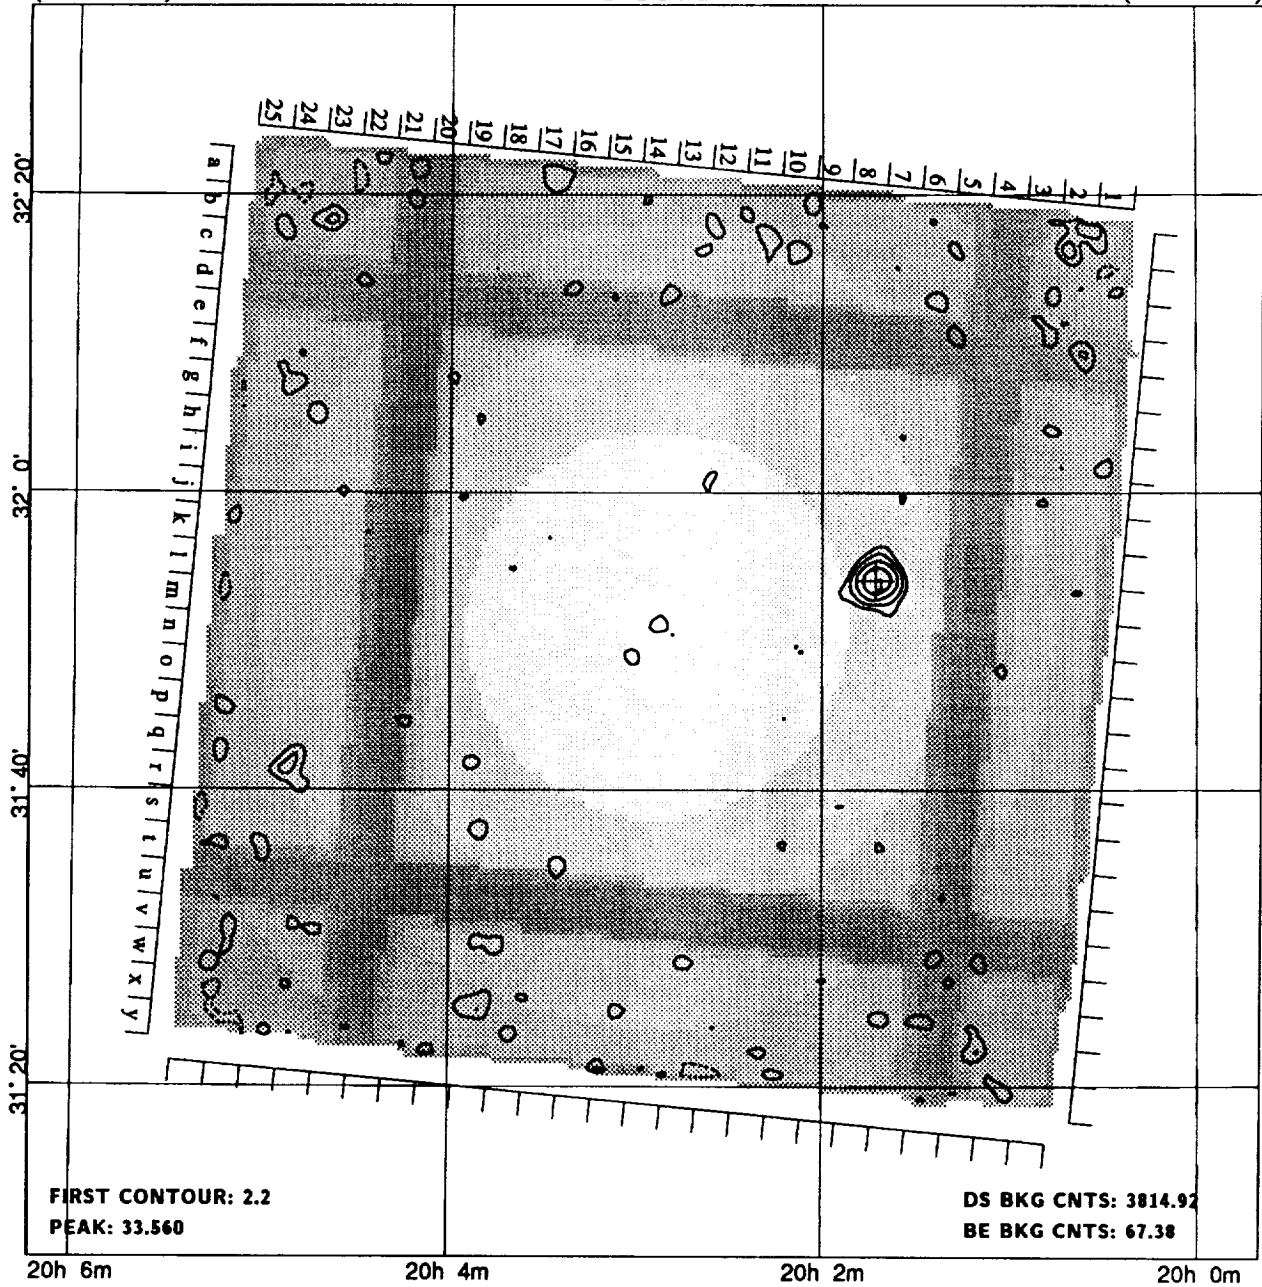 25 24 23 22 21 20 19 18 17 16 15 14 13 12 11 10 9 8 7 6 5 4 3 2 1
a b c d e f g h i j k l m n o p q r s t u v w x y
32° 20'
32° 0'
31° 40'
31° 20'
FIRST CONTOUR: 2.2
PEAK: 33.560
DS BKG CNTS: 3814.92
BE BKG CNTS: 67.38
20h 6m
20h 4m
20h 2m
20h 0m